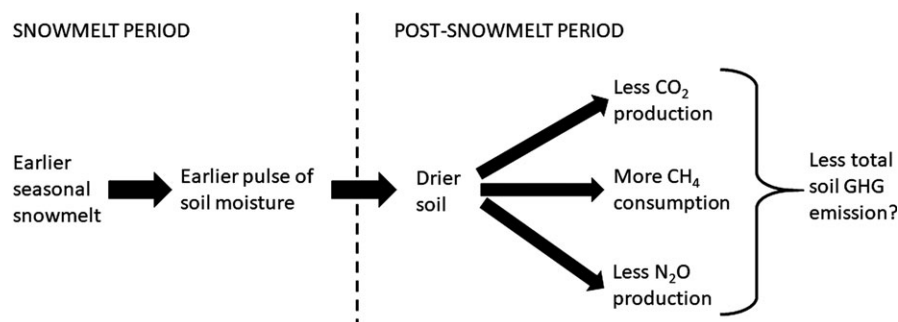 SNOWMELT PERIOD
POST-SNOWMELT PERIOD
Earlier
seasonal
snowmelt
Earlier pulse of
soil moisture
Drier
soil
Less CO₂
production
More CH₄
consumption
Less N₂O
production
Less total
soil GHG
emission?